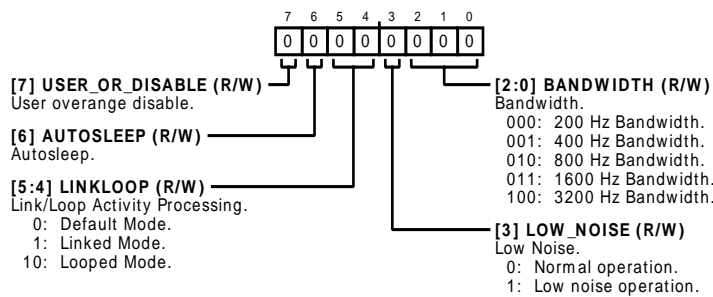 7 6 5 4 3 2 1 0
0 0 0 0 0 0 0 0
[7] USER_OR_DISABLE (R/W)
User overange disable.
[6] AUTOSLEEP (R/W)
Autosleep.
[5:4] LINKLOOP (R/W)
Link/Loop Activity Processing.
0: Default Mode.
1: Linked Mode.
10: Looped Mode.
[2:0] BANDWIDTH (R/W)
Bandwidth.
000: 200 Hz Bandwidth.
001: 400 Hz Bandwidth.
010: 800 Hz Bandwidth.
011: 1600 Hz Bandwidth.
100: 3200 Hz Bandwidth.
[3] LOW_NOISE (R/W)
Low Noise.
0: Normal operation.
1: Low noise operation.